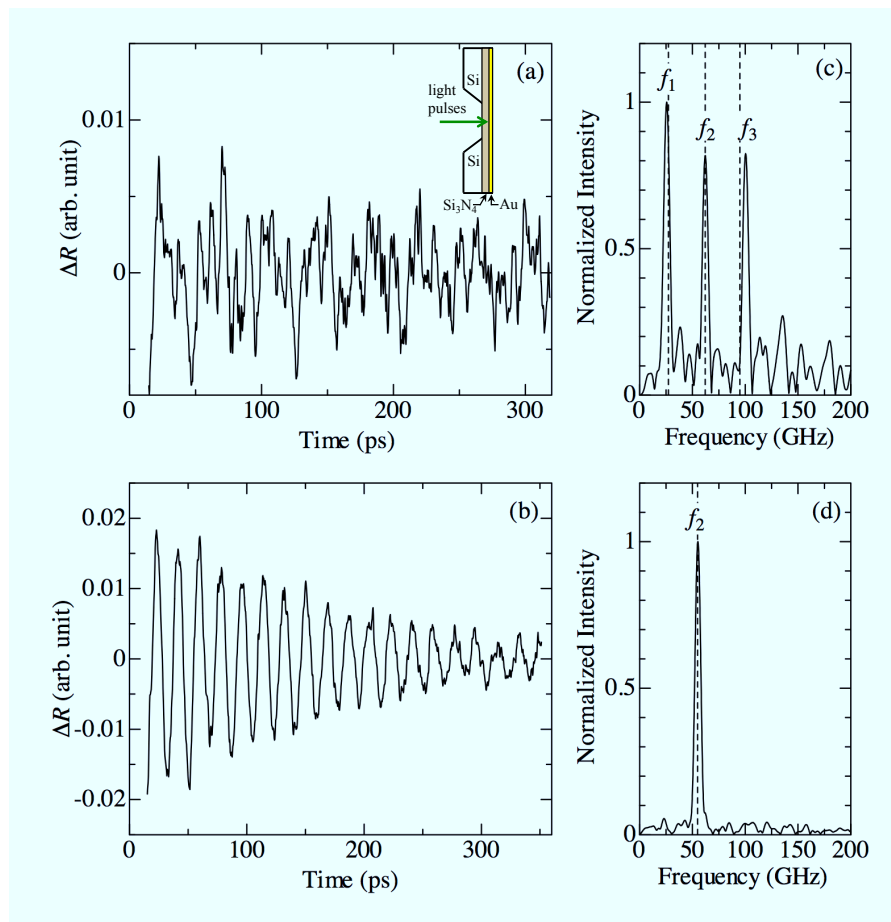 (a)
Si
light
pulses
Si
Si₃N₄
Au
0.01
0
ΔR (arb. unit)
0
100
200
300
Time (ps)
(c)
f₁
f₂
f₃
1
0.5
0
Normalized Intensity
0
50
100
150
200
Frequency (GHz)
(b)
0.02
0.01
0
-0.01
-0.02
ΔR (arb. unit)
100
200
300
Time (ps)
(d)
f₂
1
0.5
0
Normalized Intensity
0
50
100
150
200
Frequency (GHz)